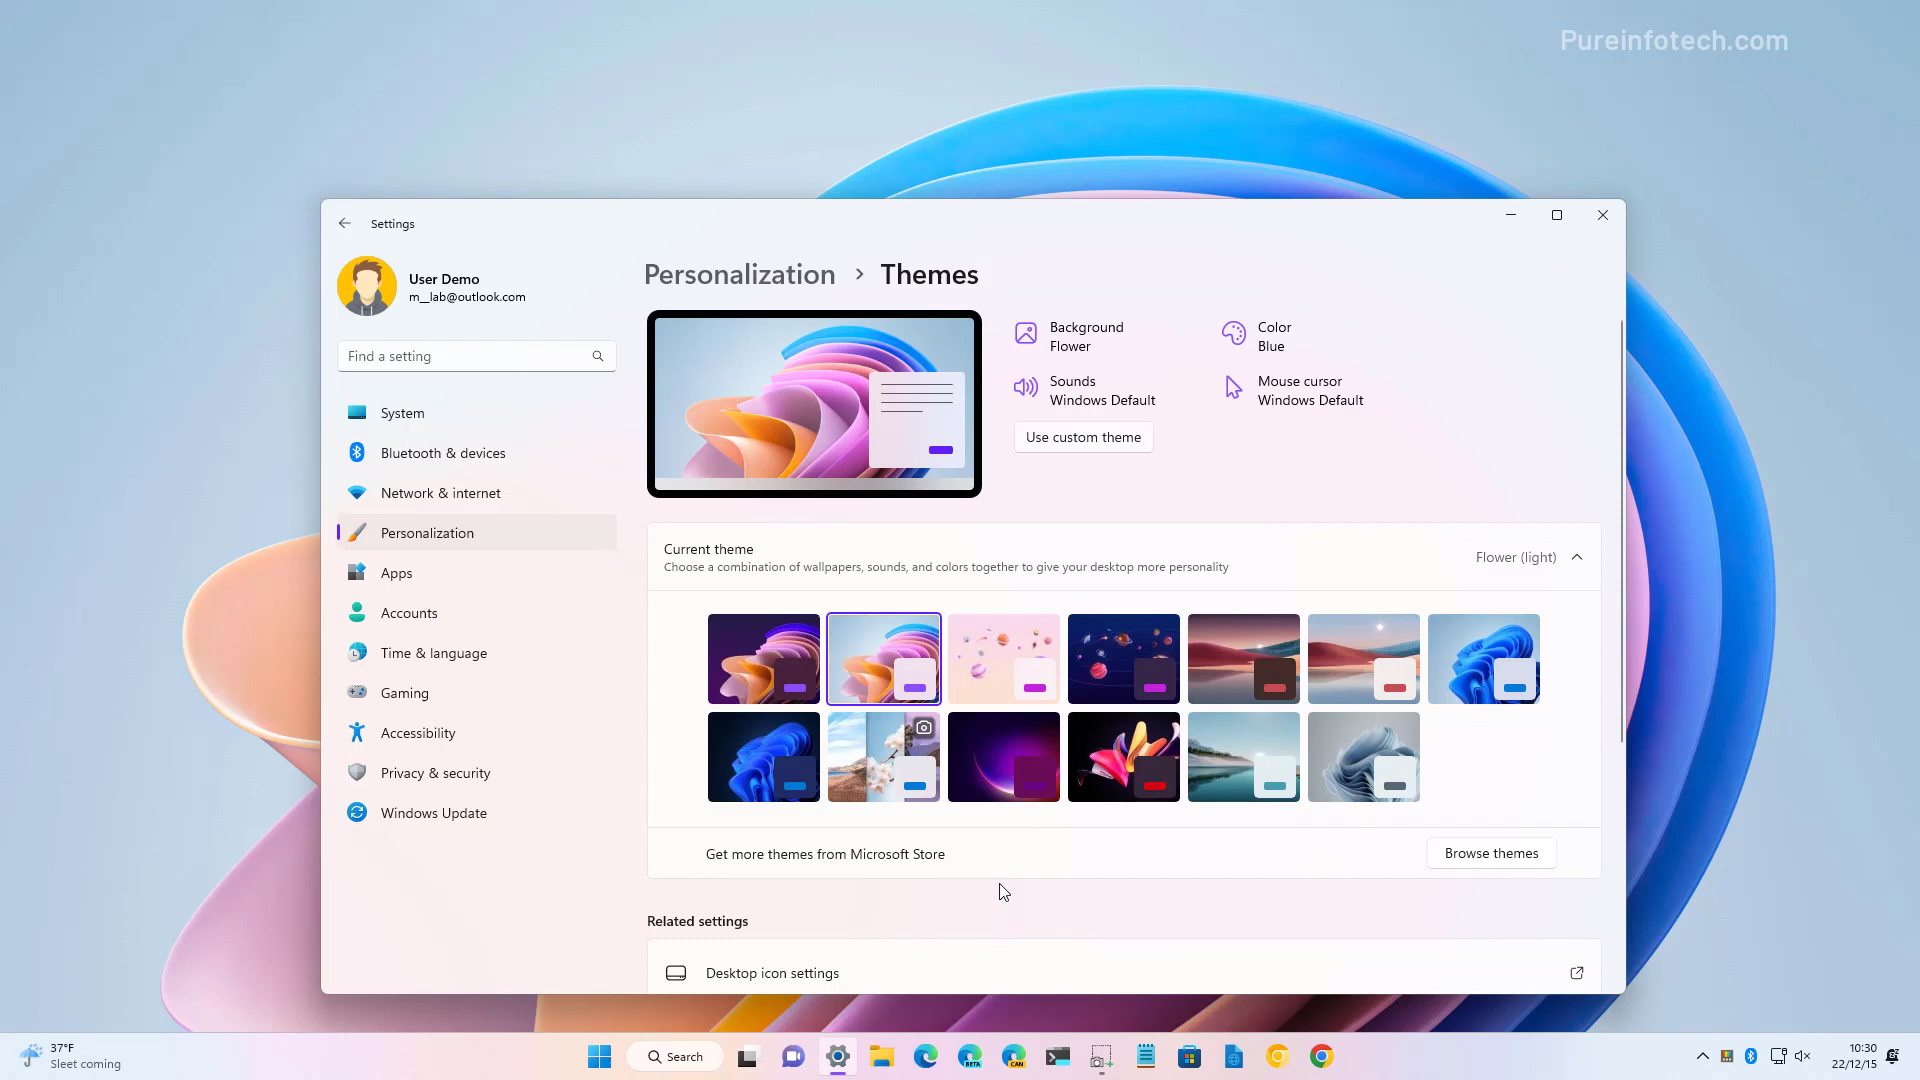 Pureinfotech.com
Settings
User Demo
m__lab@outlook.com
Find a setting
System
Bluetooth & devices
Network & internet
Personalization
Apps
Accounts
Time & language
Gaming
Accessibility
Privacy & security
Windows Update
Personalization > Themes
Background
Flower
Color
Blue
Sounds
Windows Default
Mouse cursor
Windows Default
Use custom theme
Current theme
Choose a combination of wallpapers, sounds, and colors together to give your desktop more personality
Flower (light)
Get more themes from Microsoft Store
Browse themes
Related settings
Desktop icon settings
37°F
Sleet coming
Search
BETA
CAN
10:30
22/12/15